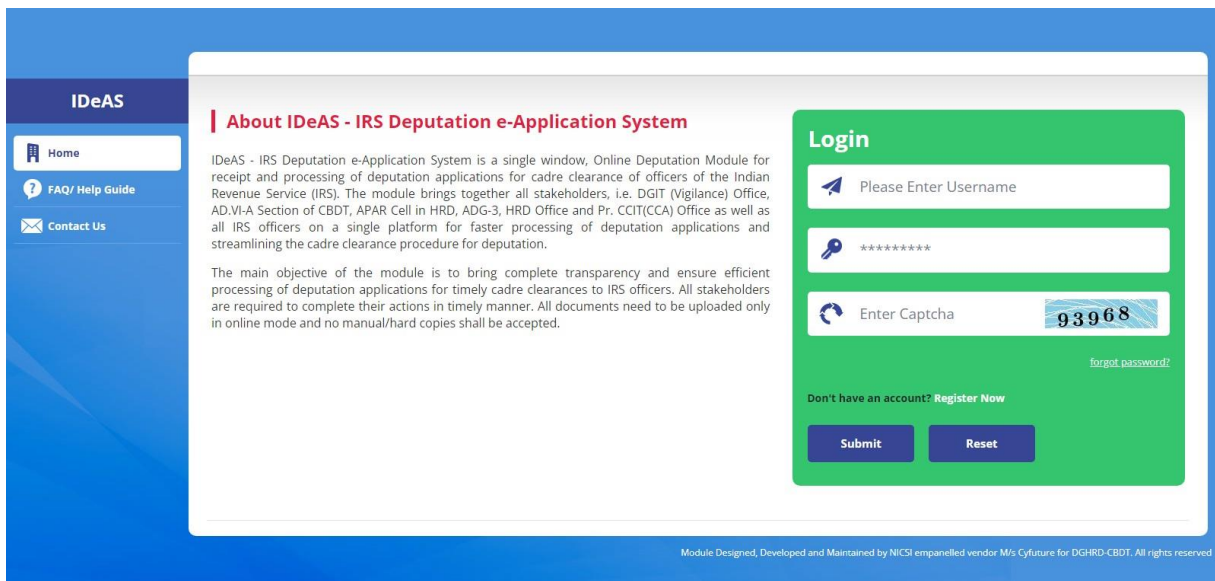 IDeAS
Home
FAQ/ Help Guide
Contact Us
About IDeAS - IRS Deputation e-Application System
IDeAS - IRS Deputation e-Application System is a single window, Online Deputation Module for
receipt and processing of deputation applications for cadre clearance of officers of the Indian
Revenue Service (IRS). The module brings together all stakeholders, i.e. DGIT (Vigilance) Office,
AD.VI-A Section of CBDT, APAR Cell in HRD, ADG-3, HRD Office and Pr. CCIT(CCA) Office as well as
all IRS officers on a single platform for faster processing of deputation applications and
streamlining the cadre clearance procedure for deputation.
The main objective of the module is to bring complete transparency and ensure efficient
processing of deputation applications for timely cadre clearances to IRS officers. All stakeholders
are required to complete their actions in timely manner. All documents need to be uploaded only
in online mode and no manual/hard copies shall be accepted.
Login
Please Enter Username
*********
Enter Captcha
93968
forgot password?
Don't have an account? Register Now
Submit
Reset
Module Designed, Developed and Maintained by NICSI empanelled vendor M/s Cyfuture for DGHRD-CBDT. All rights reserved